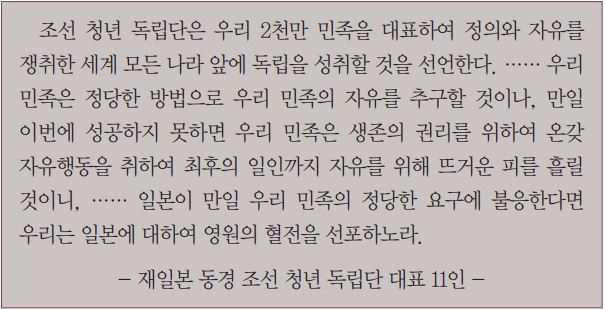 조선 청년 독립단은 우리 2천만 민족을 대표하여 정의와 자유를
쟁취한 세계 모든 나라 앞에 독립을 성취할 것을 선언한다. …… 우리
민족은 정당한 방법으로 우리 민족의 자유를 추구할 것이나, 만일
이번에 성공하지 못하면 우리 민족은 생존의 권리를 위하여 온갖
자유행동을 취하여 최후의 일인까지 자유를 위해 뜨거운 피를 흘릴
것이니, …… 일본이 만일 우리 민족의 정당한 요구에 불응한다면
우리는 일본에 대하여 영원의 혈전을 선포하노라.
– 재일본 동경 조선 청년 독립단 대표 11인 –